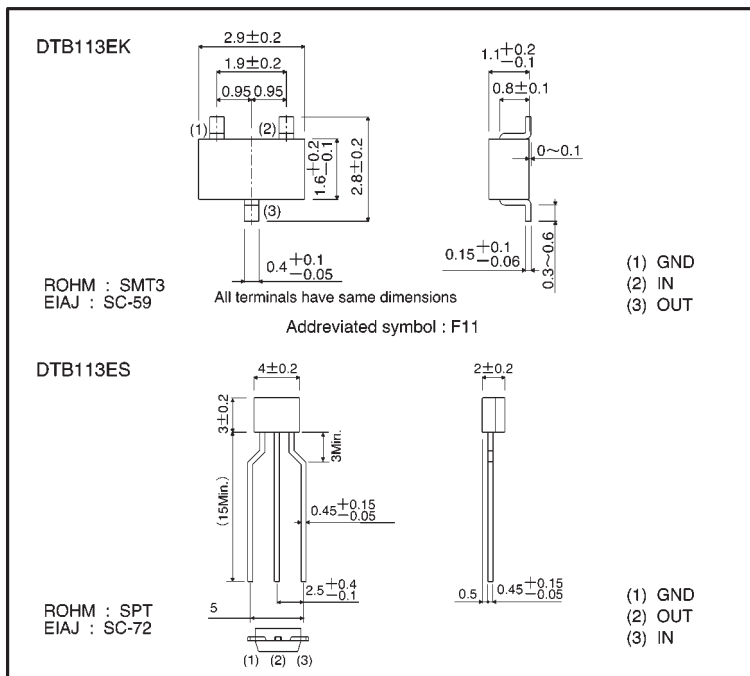 DTB113EK
2.9±0.2
1.9±0.2
0.95 0.95
(1) (2)
(3)
1.6+0.2 −0.1
2.8±0.2
0.4+0.1 −0.05
1.1+0.2 −0.1
0.8±0.1
0~0.1
0.15+0.1 −0.06
0.3~0.6
ROHM : SMT3
EIAJ : SC-59
All terminals have same dimensions
Addreviated symbol : F11
(1) GND
(2) IN
(3) OUT
DTB113ES
4±0.2
3±0.2
(15Min.)
3Min.
0.45+0.15 −0.05
2.5+0.4 −0.1
5
(1) (2) (3)
2±0.2
0.5
0.45+0.15 −0.05
ROHM : SPT
EIAJ : SC-72
(1) GND
(2) OUT
(3) IN